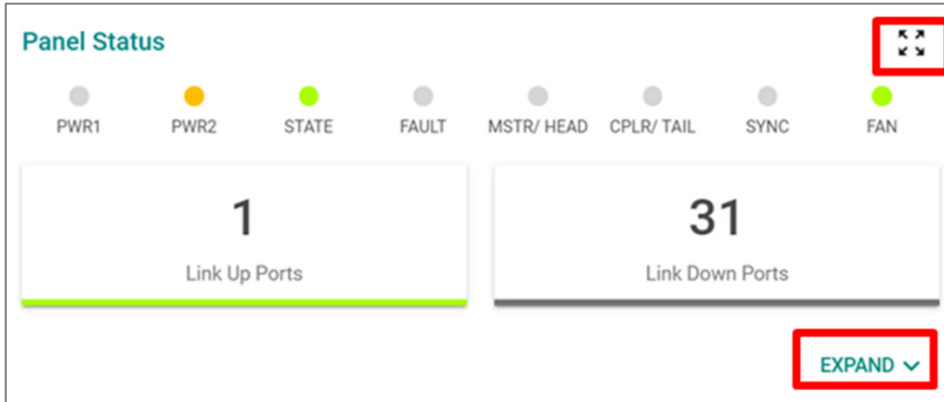 Panel Status
PWR1 PWR2 STATE FAULT MSTR/ HEAD CPLR/ TAIL SYNC FAN
1
Link Up Ports
31
Link Down Ports
EXPAND